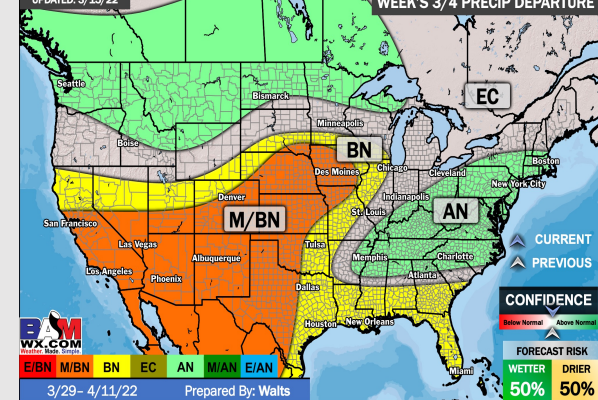 UPDATED: 3/15/22
WEEK'S 3/4 PRECIP DEPARTURE
Seattle
Bismarck
EC
Minneapolis
Boise
BN
Boston
Chicago
Cleveland
Des Moines
New York City
Denver
Indianapolis
M/BN
St. Louis
AN
San Francisco
CURRENT
Las Vegas
Tulsa
Albuquerque
Memphis
Charlotte
PREVIOUS
Los Angeles
Phoenix
Atlanta
Dallas
CONFIDENCE
Below Normal
Above Normal
BAM
Houston
New Orleans
WX.COM
Weather. Made. Simple.
FORECAST RISK
E/BN M/BN BN EC AN M/AN E/AN
Miami
WETTER
DRIER
3/29– 4/11/22
Prepared By: Walts
50%
50%